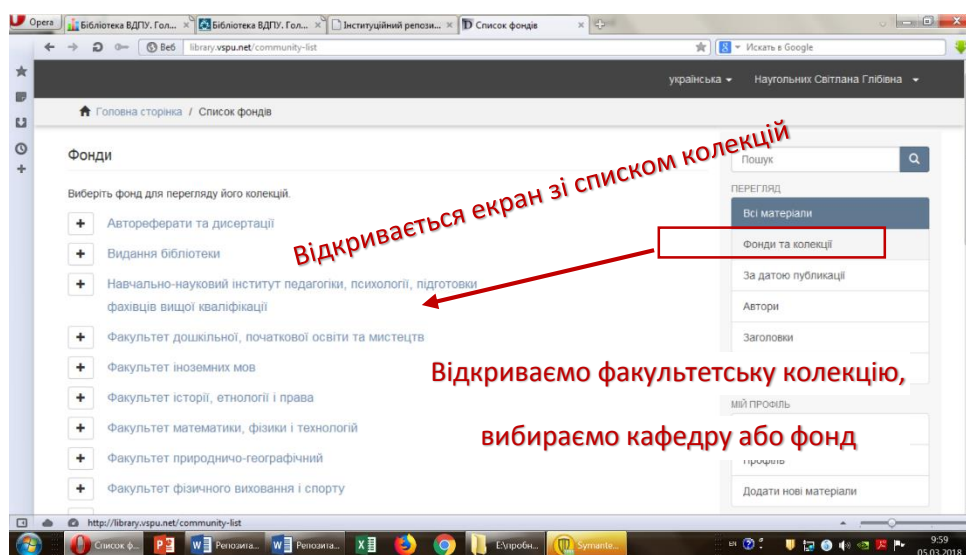 Opera
Бібліотека ВДПУ. Гол...
Бібліотека ВДПУ. Гол...
Інституційний репози...
Список фондів
Веб
library.vspu.net/community-list
Искать в Google
українська
Наугольних Світлана Глібівна
Головна сторінка / Список фондів
Фонди
Виберіть фонд для перегляду його колекцій.
Автореферати та дисертації
Видання бібліотеки
Навчально-науковий інститут педагогіки, психології, підготовки
фахівців вищої кваліфікації
Факультет дошкільної, початкової освіти та мистецтв
Факультет іноземних мов
Факультет історії, етнології і права
Факультет математики, фізики і технологій
Факультет природничо-географічний
Факультет фізичного виховання і спорту
Відкривається екран зі списком колекцій
Пошук
ПЕРЕГЛЯД
Всі матеріали
Фонди та колекції
За датою публикації
Автори
Заголовки
Відкриваємо факультетську колекцію,
вибираємо кафедру або фонд
МІЙ ПРОФІЛЬ
Профіль
Додати нові матеріали
http://library.vspu.net/community-list
Список ф...
Репозита...
Репозита...
E:\пробн...
Symante...
EN
9:59
05.03.2018